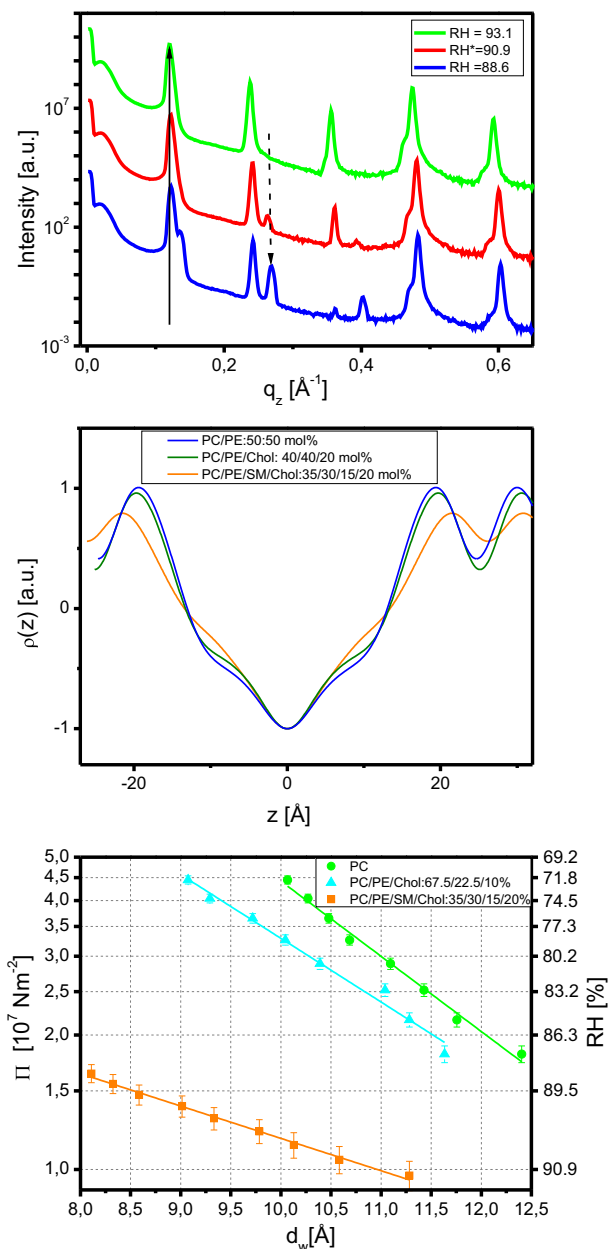 RH = 93.1
RH*=90.9
RH =88.6
Intensity [a.u.]
10⁷
10²
10⁻³
0,0 0,2 0,4 0,6
q_z [Å⁻¹]
PC/PE:50:50 mol%
PC/PE/Chol: 40/40/20 mol%
PC/PE/SM/Chol:35/30/15/20 mol%
ρ(z) [a.u.]
1
0
-1
-20 0 20
z [Å]
PC
PC/PE/Chol:67.5/22.5/10%
PC/PE/SM/Chol:35/30/15/20%
Π [10⁷ Nm⁻²]
5,0 69.2
4,5 71.8
4,0 74.5
3,5 77.3
3,0 80.2
2,5 83.2
2,0 86.3
1,5 89.5
1,0 90.9
RH [%]
8,0 8,5 9,0 9,5 10,0 10,5 11,0 11,5 12,0 12,5
d_w[Å]